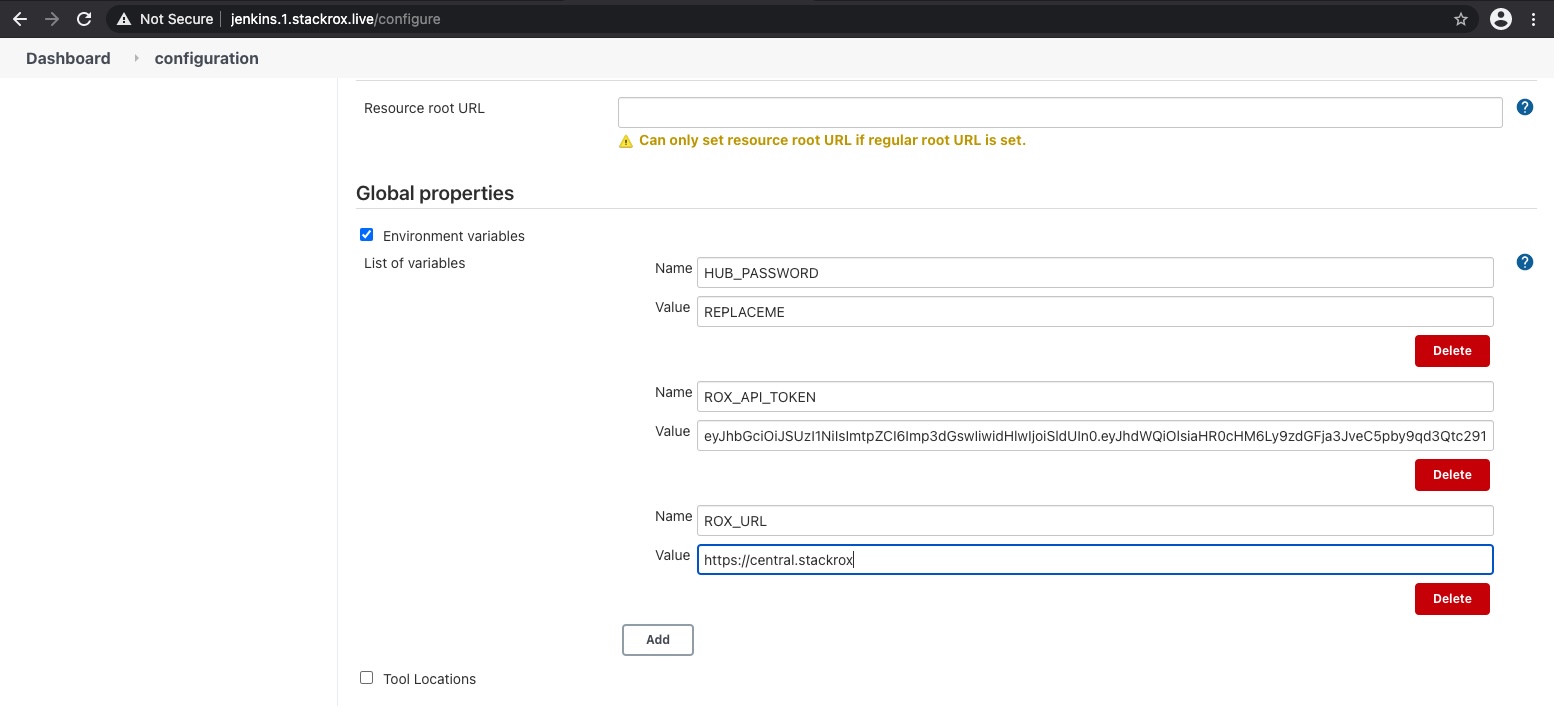 Not Secure jenkins.1.stackrox.live/configure
Dashboard configuration
Resource root URL
Can only set resource root URL if regular root URL is set.
Global properties
Environment variables
List of variables
Name HUB_PASSWORD
Value REPLACEME
Delete
Name ROX_API_TOKEN
Value eyJhbGciOiJSUzI1NiIsImtpZCI6Imp3dGswIiwidHlwIjoiSldUIn0.eyJhdWQiOlsiaHR0cHM6Ly9zdGFja3JveC5pby9qd3Qtc291
Delete
Name ROX_URL
Value https://central.stackrox
Delete
Add
Tool Locations